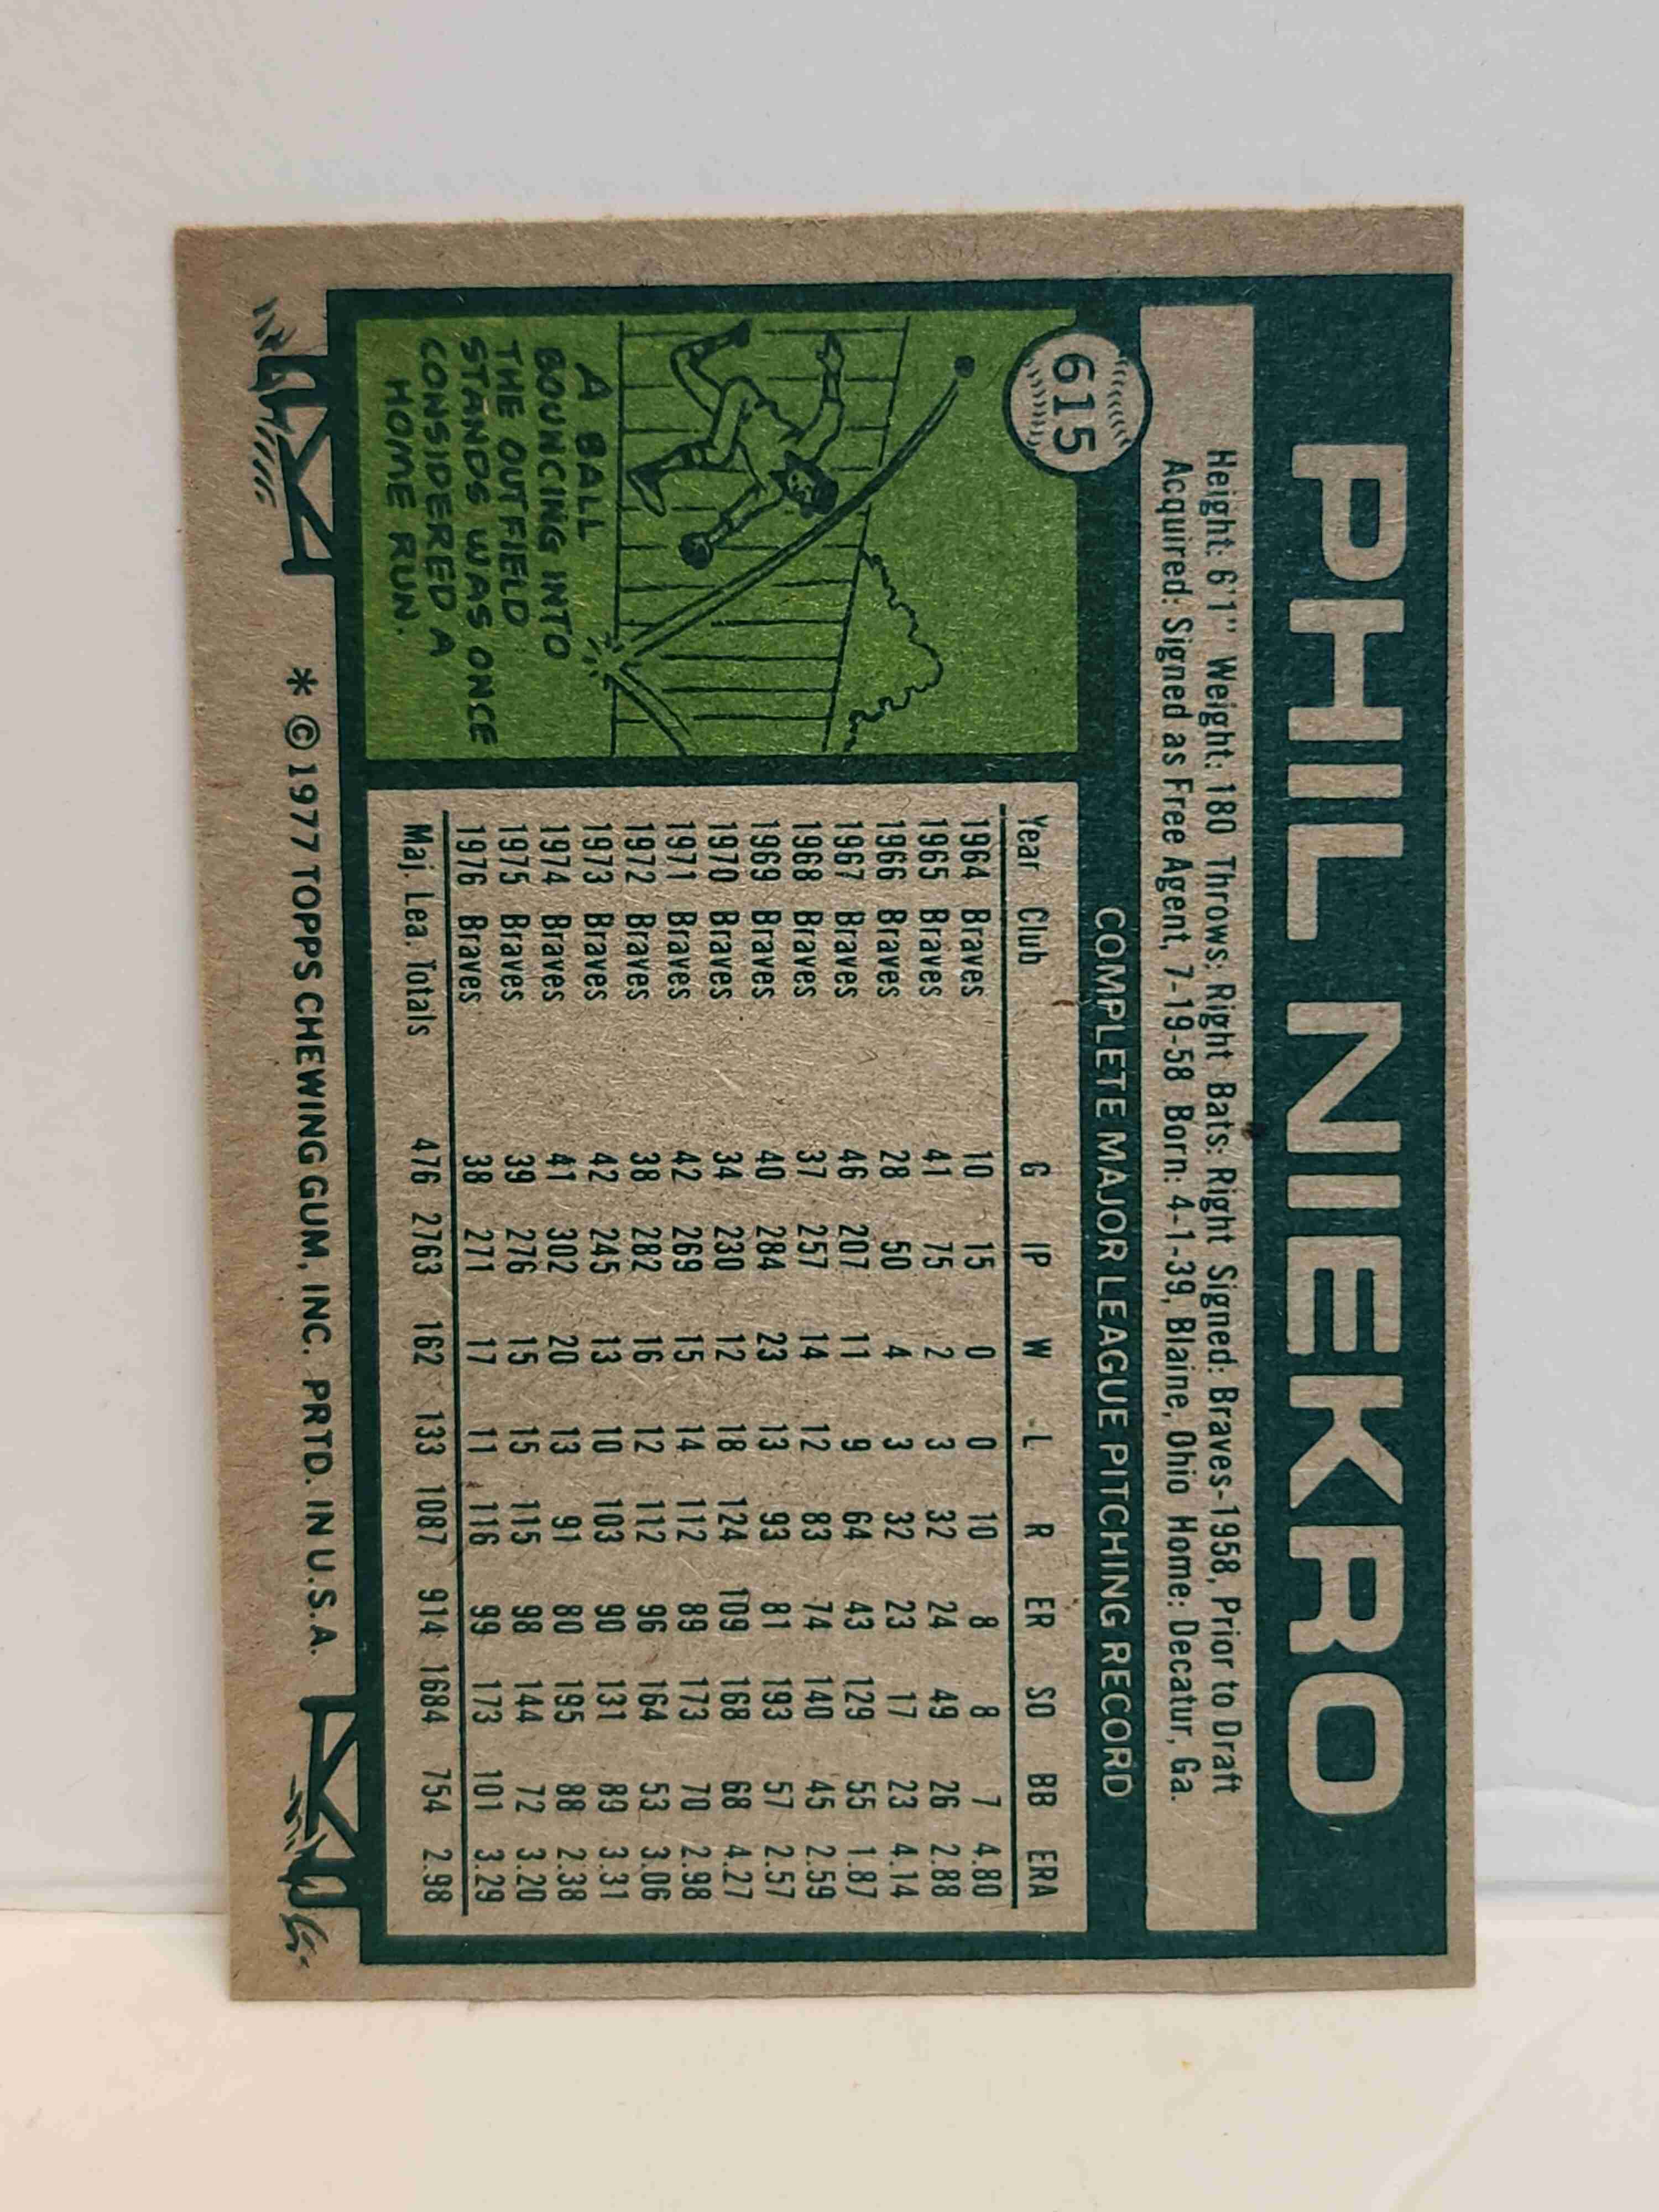 PHIL NIEKRO
615
Height: 6'1" Weight: 180 Throws: Right Bats: Right Signed: Braves-1958, Prior to Draft
Acquired: Signed as Free Agent, 7-19-58 Born: 4-1-39, Blaine, Ohio Home: Decatur, Ga.
COMPLETE MAJOR LEAGUE PITCHING RECORD
Year Club G IP W L R ER SO BB ERA
1964 Braves 10 15 0 0 10 8 8 7 4.80
1965 Braves 41 75 2 3 32 24 49 26 2.88
1966 Braves 28 50 4 3 32 23 17 23 4.14
1967 Braves 46 207 11 9 64 43 129 55 1.87
1968 Braves 37 257 14 12 83 74 140 45 2.59
1969 Braves 40 284 23 13 93 81 193 57 2.57
1970 Braves 34 230 12 18 124 109 168 68 4.27
1971 Braves 42 269 15 14 112 89 173 70 2.98
1972 Braves 38 282 16 12 112 96 164 53 3.06
1973 Braves 42 245 13 10 103 90 131 89 3.31
1974 Braves 41 302 20 13 91 80 195 88 2.38
1975 Braves 39 276 15 15 115 98 144 72 3.20
1976 Braves 38 271 17 11 116 99 173 101 3.29
Maj. Lea. Totals 476 2763 162 133 1087 914 1684 754 2.98
A BALL
BOUNCING INTO
THE OUTFIELD
STANDS WAS ONCE
CONSIDERED A
HOME RUN.
* © 1977 TOPPS CHEWING GUM, INC. PRTD. IN U.S.A.